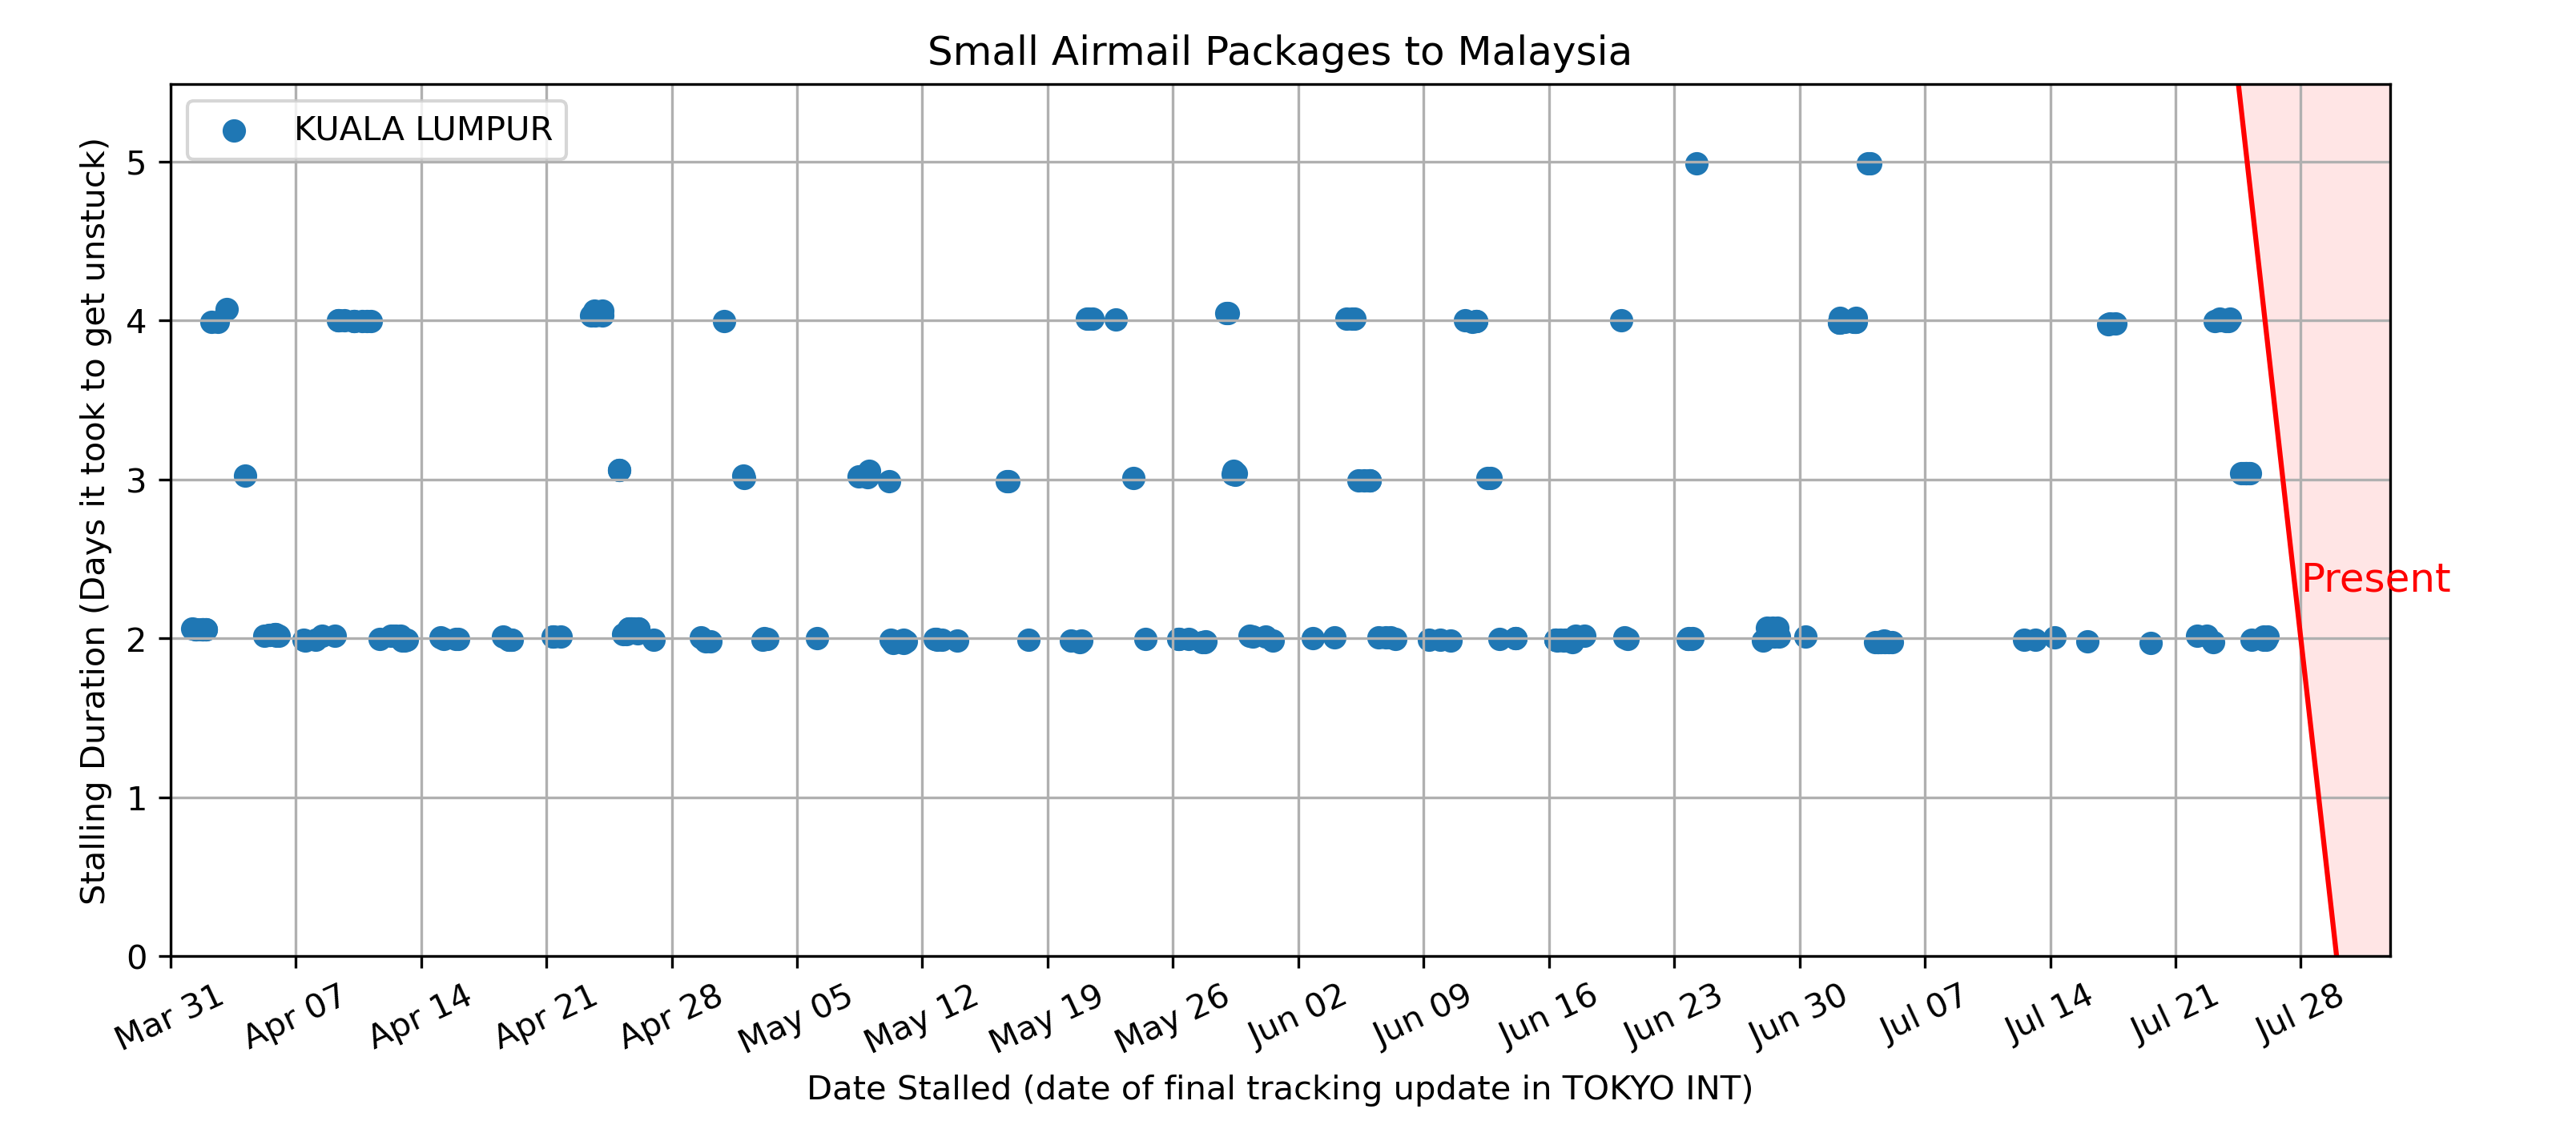 Small Airmail Packages to Malaysia
KUALA LUMPUR
Stalling Duration (Days it took to get unstuck)
5
4
3
2
1
0
Present
Mar 31
Apr 07
Apr 14
Apr 21
Apr 28
May 05
May 12
May 19
May 26
Jun 02
Jun 09
Jun 16
Jun 23
Jun 30
Jul 07
Jul 14
Jul 21
Jul 28
Date Stalled (date of final tracking update in TOKYO INT)